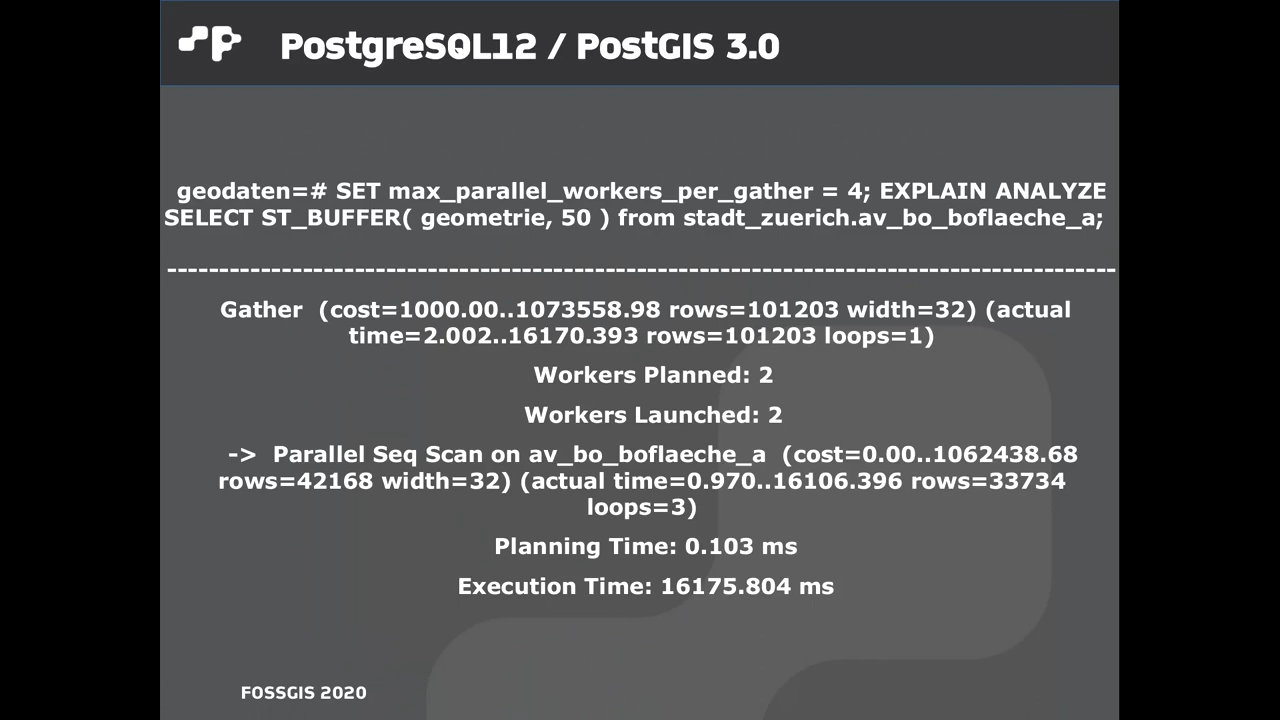 PostgreSQL12 / PostGIS 3.0
geodaten=# SET max_parallel_workers_per_gather = 4; EXPLAIN ANALYZE
SELECT ST_BUFFER( geometrie, 50 ) from stadt_zuerich.av_bo_boflaeche_a;
--------------------------------------------------------------------------------------------
Gather  (cost=1000.00..1073558.98 rows=101203 width=32) (actual
time=2.002..16170.393 rows=101203 loops=1)
Workers Planned: 2
Workers Launched: 2
->  Parallel Seq Scan on av_bo_boflaeche_a  (cost=0.00..1062438.68
rows=42168 width=32) (actual time=0.970..16106.396 rows=33734
loops=3)
Planning Time: 0.103 ms
Execution Time: 16175.804 ms
FOSSGIS 2020